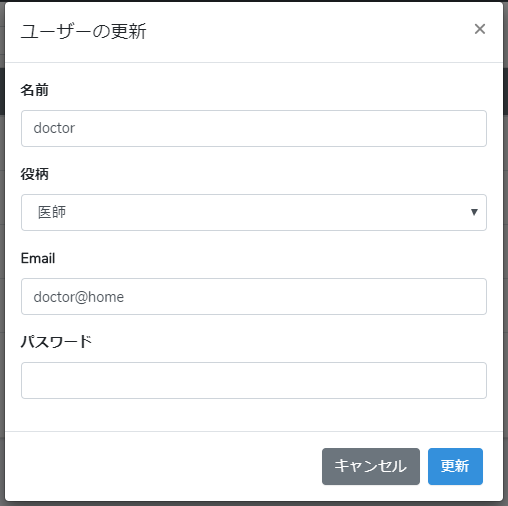 ユーザーの更新
×
名前
doctor
役柄
医師
Email
doctor@home
パスワード
キャンセル 更新